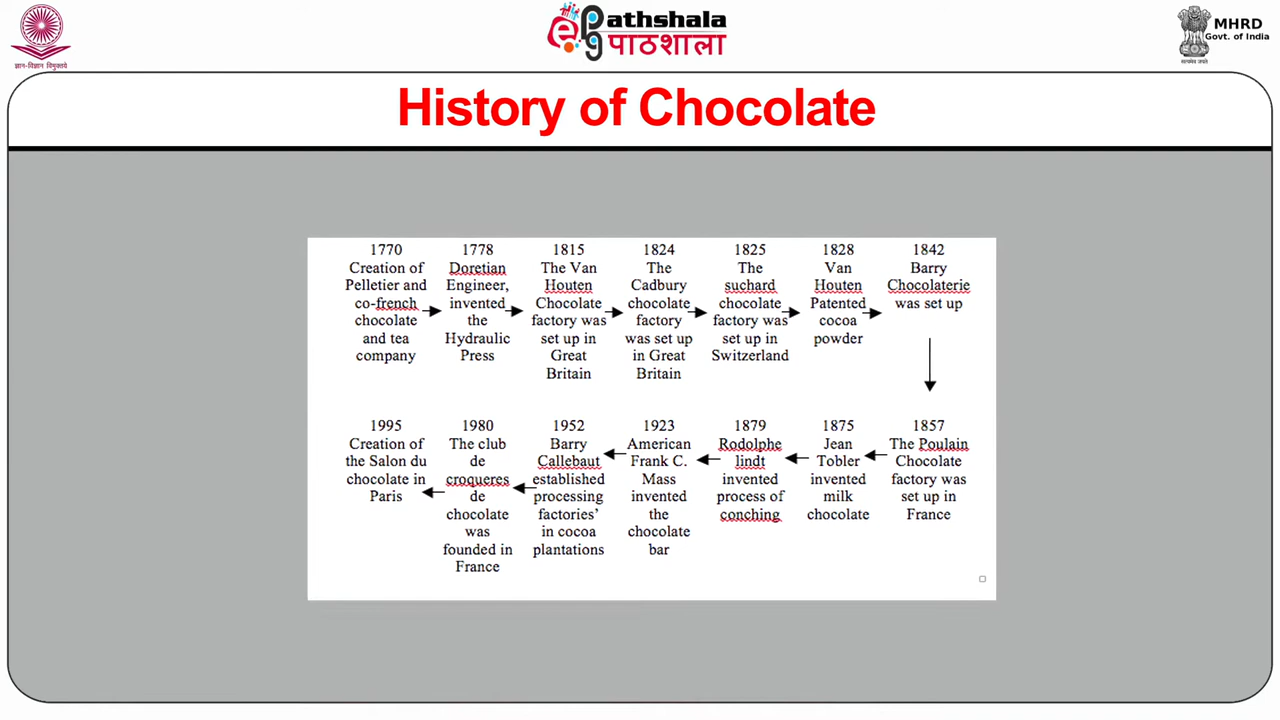 ज्ञान-विज्ञान विमुक्तये
ePG Pathshala
पाठशाला
MHRD
Govt. of India
सत्यमेव जयते
History of Chocolate
1770
Creation of
Pelletier and
co-french
chocolate
and tea
company
1778
Doretian
Engineer,
invented
the
Hydraulic
Press
1815
The Van
Houten
Chocolate
factory was
set up in
Great
Britain
1824
The
Cadbury
chocolate
factory
was set up
in Great
Britain
1825
The
suchard
chocolate
factory was
set up in
Switzerland
1828
Van
Houten
Patented
cocoa
powder
1842
Barry
Chocolaterie
was set up
1857
The Poulain
Chocolate
factory was
set up in
France
1875
Jean
Tobler
invented
milk
chocolate
1879
Rodolphe
lindt
invented
process of
conching
1923
American
Frank C.
Mass
invented
the
chocolate
bar
1952
Barry
Callebaut
established
processing
factories’
in cocoa
plantations
1980
The club
de
croqueres
de
chocolate
was
founded in
France
1995
Creation of
the Salon du
chocolate in
Paris